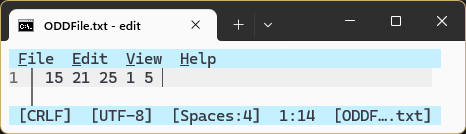 C:\. ODDFile.txt - edit
File Edit View Help
1 15 21 25 1 5
[CRLF] [UTF-8] [Spaces:4] 1:14 [ODDF….txt]